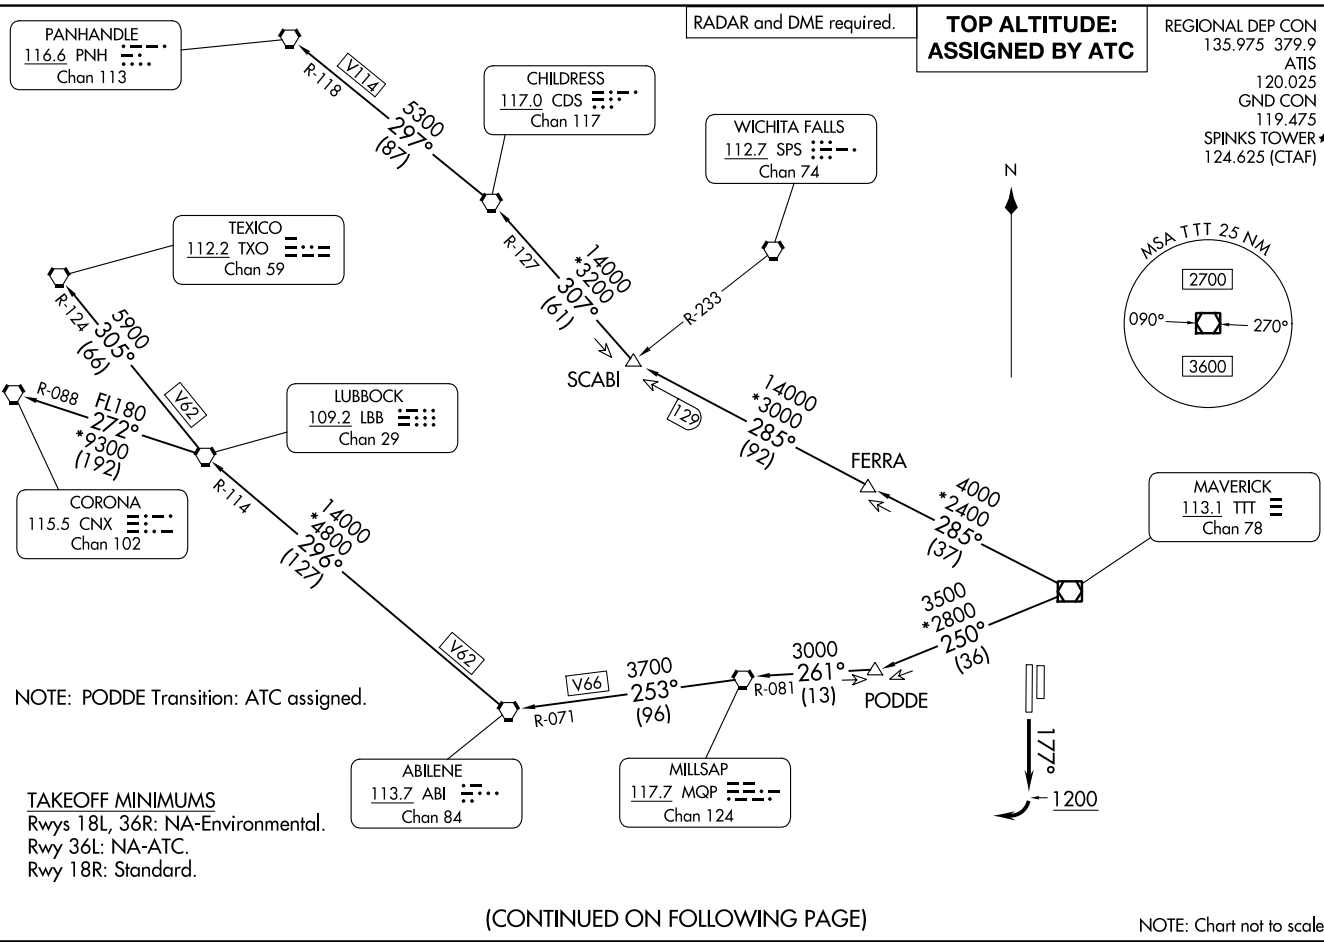 RADAR and DME required.
TOP ALTITUDE:
ASSIGNED BY ATC
REGIONAL DEP CON
135.975 379.9
ATIS
120.025
GND CON
119.475
SPINKS TOWER
124.625 (CTAF)
PANHANDLE
116.6 PNH
Chan 113
R-118
V114
5300
297°
(87)
CHILDRESS
117.0 CDS
Chan 117
WICHITA FALLS
112.7 SPS
Chan 74
N
MSA TTT 25 NM
2700
090°
270°
3600
TEXICO
112.2 TXO
Chan 59
R-127
14000
*3200
307°
(61)
R-233
SCABI
129
R-124
5900
305°
(66)
V62
R-088
FL180
272°
*9300
(192)
LUBBOCK
109.2 LBB
Chan 29
14000
*3000
285°
(92)
FERRA
CORONA
115.5 CNX
Chan 102
R-114
14000
*4800
296°
(127)
4000
*2400
285°
(37)
MAVERICK
113.1 TTT
Chan 78
3500
*2800
250°
(36)
V62
3000
261°
(13)
R-081
PODDE
V66
3700
253°
(96)
R-071
NOTE: PODDE Transition: ATC assigned.
ABILENE
113.7 ABI
Chan 84
MILLSAP
117.7 MQP
Chan 124
177°
1200
TAKEOFF MINIMUMS
Rwys 18L, 36R: NA-Environmental.
Rwy 36L: NA-ATC.
Rwy 18R: Standard.
(CONTINUED ON FOLLOWING PAGE)
NOTE: Chart not to scale